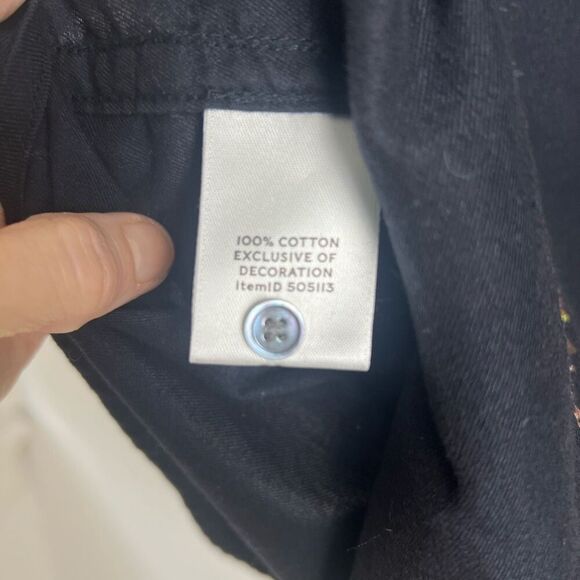 100% COTTON
EXCLUSIVE OF
DECORATION
ItemID 505113